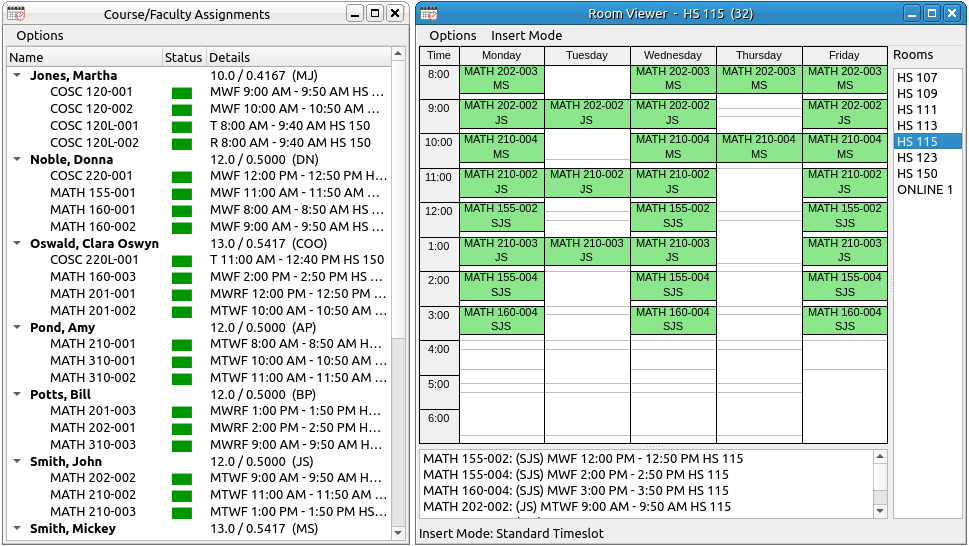 Course/Faculty Assignments
Options
Name Status Details
Jones, Martha 10.0 / 0.4167 (MJ)
COSC 120-001 MWF 9:00 AM - 9:50 AM HS ...
COSC 120-002 MWF 10:00 AM - 10:50 AM ...
COSC 120L-001 T 8:00 AM - 9:40 AM HS 150
COSC 120L-002 R 8:00 AM - 9:40 AM HS 150
Noble, Donna 12.0 / 0.5000 (DN)
COSC 220-001 MWF 12:00 PM - 12:50 PM H...
MATH 155-001 MWF 11:00 AM - 11:50 AM ...
MATH 160-001 MWF 8:00 AM - 8:50 AM HS ...
MATH 160-002 MWF 9:00 AM - 9:50 AM HS ...
Oswald, Clara Oswyn 13.0 / 0.5417 (COO)
COSC 220L-001 T 11:00 AM - 12:40 PM HS 150
MATH 160-003 MWF 2:00 PM - 2:50 PM HS ...
MATH 201-001 MWRF 12:00 PM - 12:50 PM ...
MATH 201-002 MTWF 10:00 AM - 10:50 AM ...
Pond, Amy 12.0 / 0.5000 (AP)
MATH 210-001 MTWF 8:00 AM - 8:50 AM H...
MATH 310-001 MTWF 10:00 AM - 10:50 AM ...
MATH 310-002 MTWF 11:00 AM - 11:50 AM ...
Potts, Bill 12.0 / 0.5000 (BP)
MATH 201-003 MWRF 1:00 PM - 1:50 PM H...
MATH 202-001 MWRF 2:00 PM - 2:50 PM H...
MATH 310-003 MWRF 9:00 AM - 9:50 AM H...
Smith, John 12.0 / 0.5000 (JS)
MATH 202-002 MTWF 9:00 AM - 9:50 AM H...
MATH 210-002 MTWF 11:00 AM - 11:50 AM ...
MATH 210-003 MTWF 1:00 PM - 1:50 PM HS...
Smith, Mickey 13.0 / 0.5417 (MS)
Room Viewer - HS 115 (32)
Options Insert Mode
Time Monday Tuesday Wednesday Thursday Friday
8:00 MATH 202-003 MATH 202-003 MATH 202-003 MATH 202-003
MS MS MS MS
9:00 MATH 202-002 MATH 202-002 MATH 202-002 MATH 202-002
JS JS JS JS
10:00 MATH 210-004 MATH 210-004 MATH 210-004 MATH 210-004
MS MS MS MS
11:00 MATH 210-002 MATH 210-002 MATH 210-002 MATH 210-002
JS JS JS JS
12:00 MATH 155-002 MATH 155-002 MATH 155-002
SJS SJS SJS
1:00 MATH 210-003 MATH 210-003 MATH 210-003 MATH 210-003
JS JS JS JS
2:00 MATH 155-004 MATH 155-004 MATH 155-004
SJS SJS SJS
3:00 MATH 160-004 MATH 160-004 MATH 160-004
SJS SJS SJS
4:00
5:00
6:00
Rooms
HS 107
HS 109
HS 111
HS 113
HS 115
HS 123
HS 150
ONLINE 1
MATH 155-002: (SJS) MWF 12:00 PM - 12:50 PM HS 115
MATH 155-004: (SJS) MWF 2:00 PM - 2:50 PM HS 115
MATH 160-004: (SJS) MWF 3:00 PM - 3:50 PM HS 115
MATH 202-002: (JS) MTWF 9:00 AM - 9:50 AM HS 115
Insert Mode: Standard Timeslot